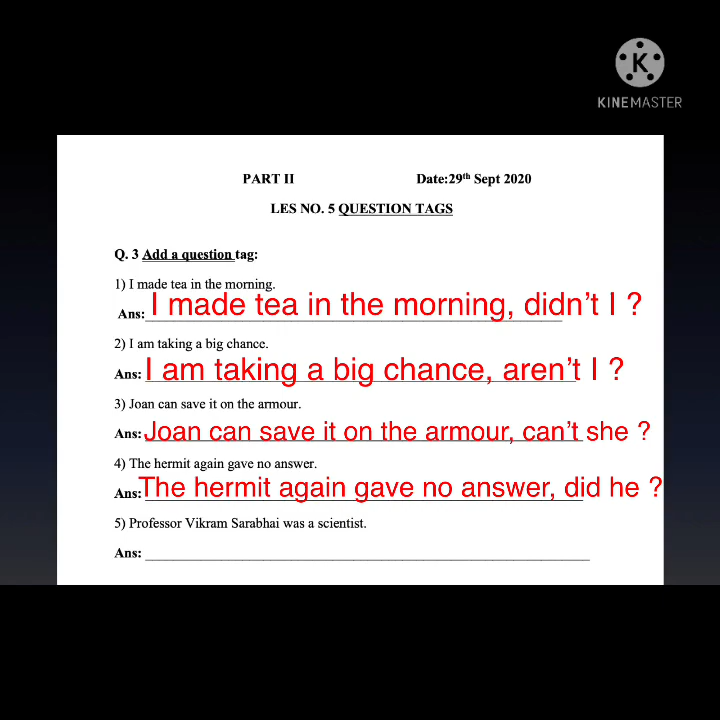 K
KINEMASTER
PART II Date:29th Sept 2020
LES NO. 5 QUESTION TAGS
Q. 3 Add a question tag:
1) I made tea in the morning.
Ans: I made tea in the morning, didn't I ?
2) I am taking a big chance.
Ans: I am taking a big chance, aren't I ?
3) Joan can save it on the armour.
Ans: Joan can save it on the armour, can't she ?
4) The hermit again gave no answer.
Ans: The hermit again gave no answer, did he ?
5) Professor Vikram Sarabhai was a scientist.
Ans: